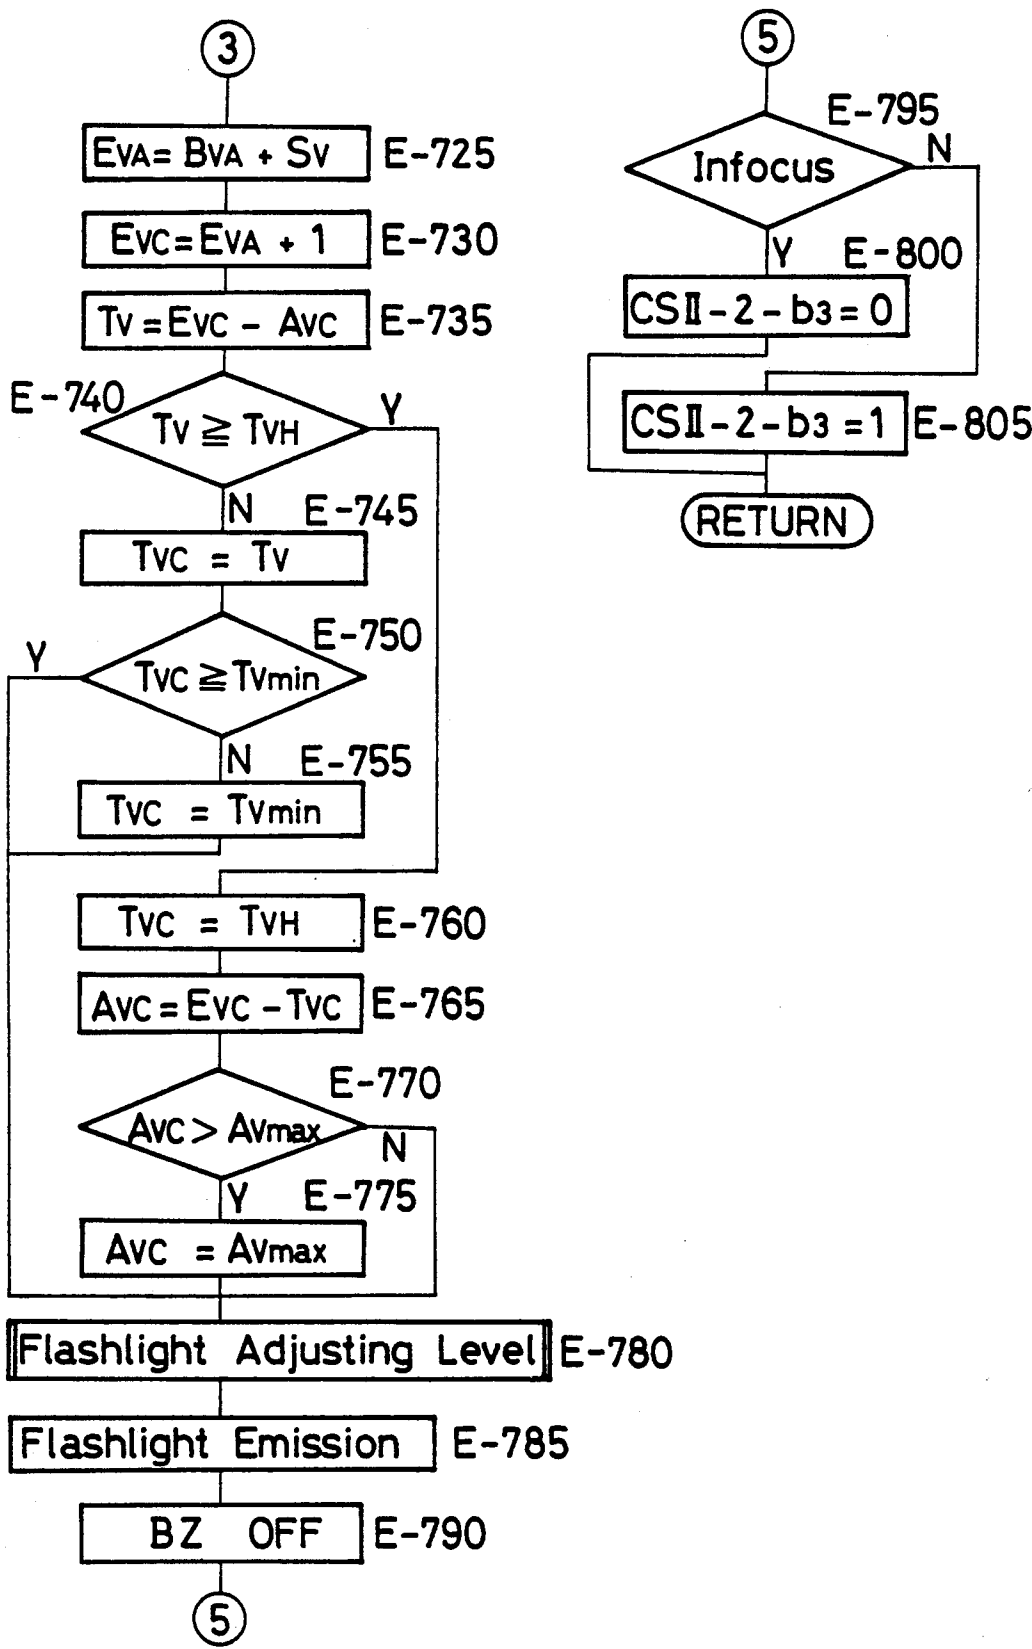 3
EVA = BVA + SV E-725
EVC = EVA + 1 E-730
TV = EVC - AVC E-735
E-740
TV ≧ TVH Y
N E-745
TVC = TV
E-750
Y TVC ≧ TVmin
N E-755
TVC = TVmin
TVC = TVH E-760
AVC = EVC - TVC E-765
E-770
AVC > AVmax N
Y E-775
AVC = AVmax
Flashlight Adjusting Level E-780
Flashlight Emission E-785
BZ OFF E-790
5
5
E-795
Infocus N
Y E-800
CSII-2-b3 = 0
CSII-2-b3 = 1 E-805
RETURN